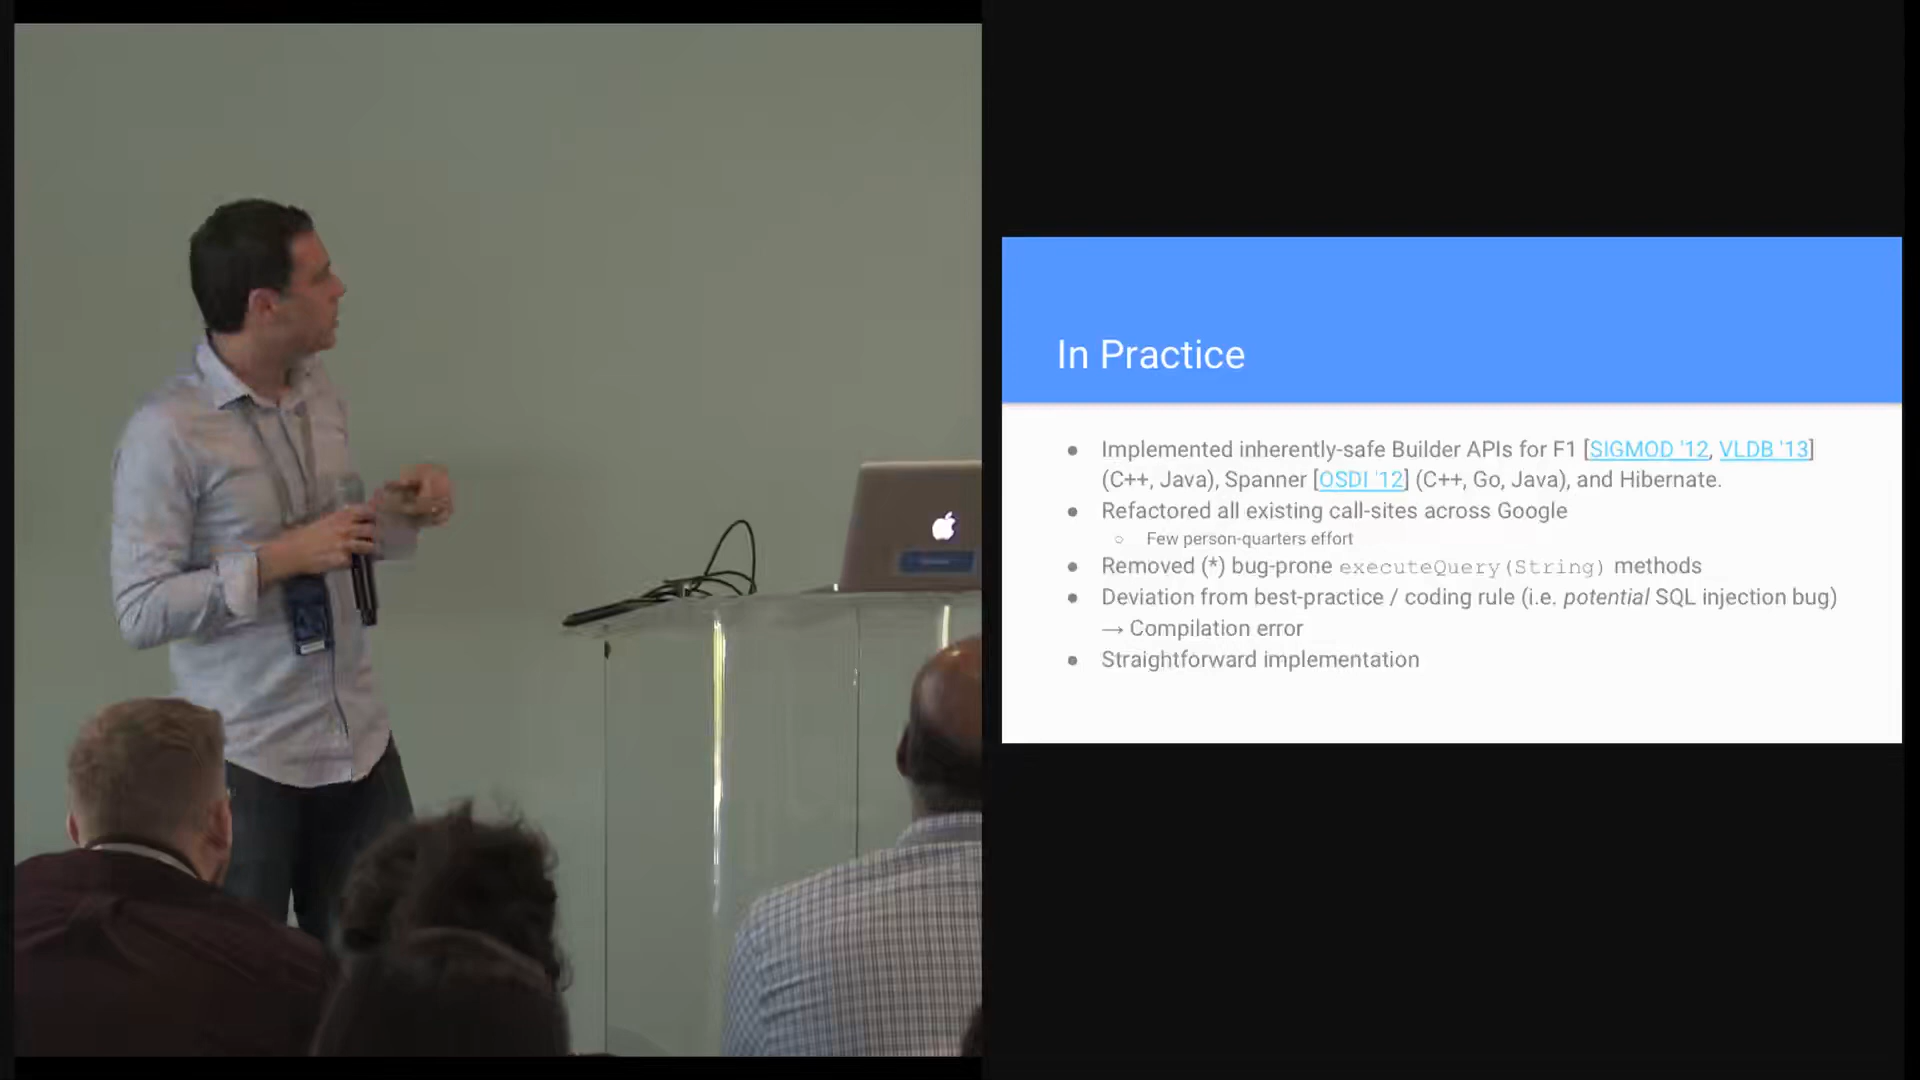 In Practice
● Implemented inherently-safe Builder APIs for F1 [SIGMOD '12, VLDB '13]
(C++, Java), Spanner [OSDI '12] (C++, Go, Java), and Hibernate.
● Refactored all existing call-sites across Google
○ Few person-quarters effort
● Removed (*) bug-prone executeQuery(String) methods
● Deviation from best-practice / coding rule (i.e. potential SQL injection bug)
→ Compilation error
● Straightforward implementation